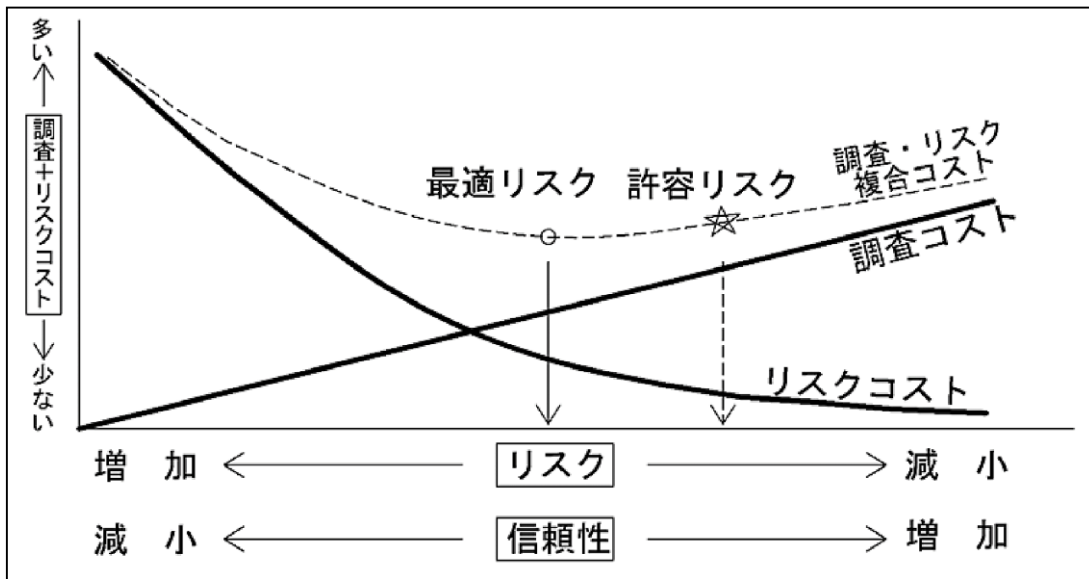 多い
調査+リスクコスト
少ない
最適リスク
許容リスク
調査・リスク
複合コスト
調査コスト
リスクコスト
増加 リスク 減小
減小 信頼性 増加